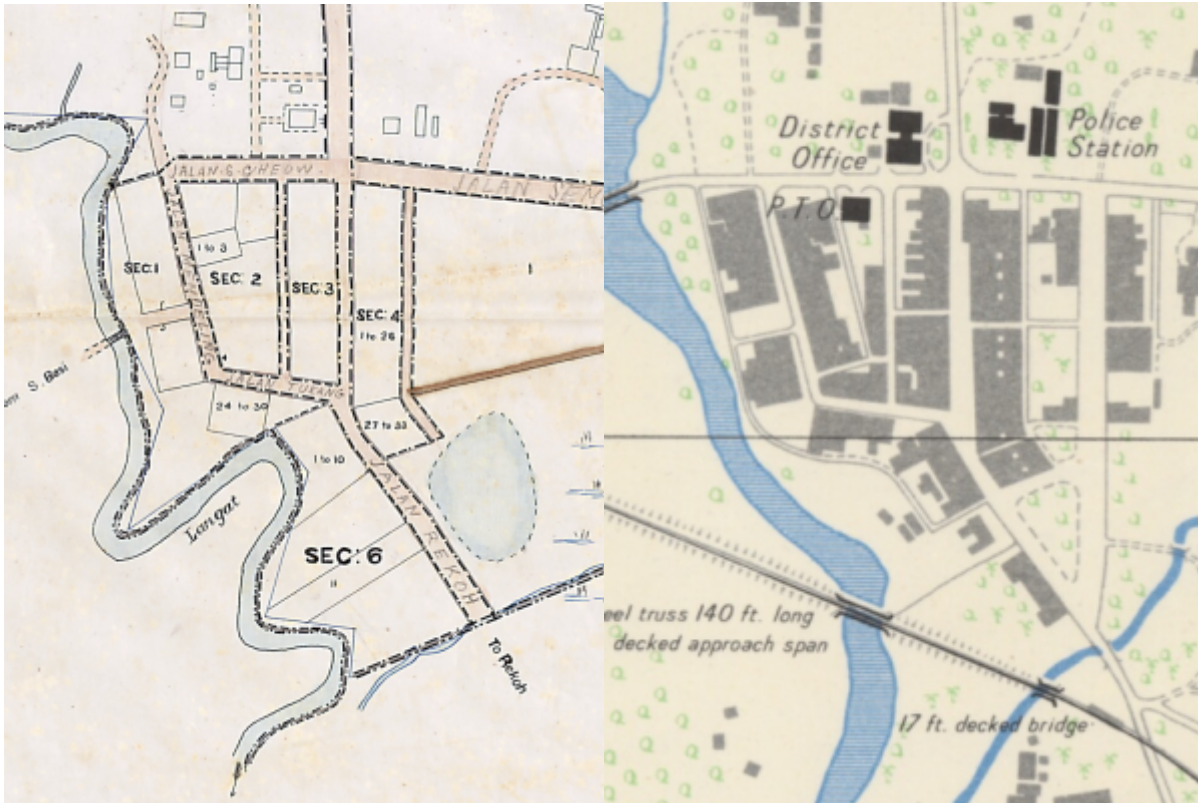 JALAN S. CHEOW.
JALAN SEN
1 to 3
SEC: 1
SEC: 2
SEC: 3
SEC: 4
1 to 26
1
S. Besi
JALAN TUKANG
24 to 30
27 to 33
1 to 10
JALAN REKOH
Langat
SEC: 6
11
To Rekoh
District
Office
Police
Station
P.T.O.
eel truss 140 ft. long
decked approach span
17 ft. decked bridge